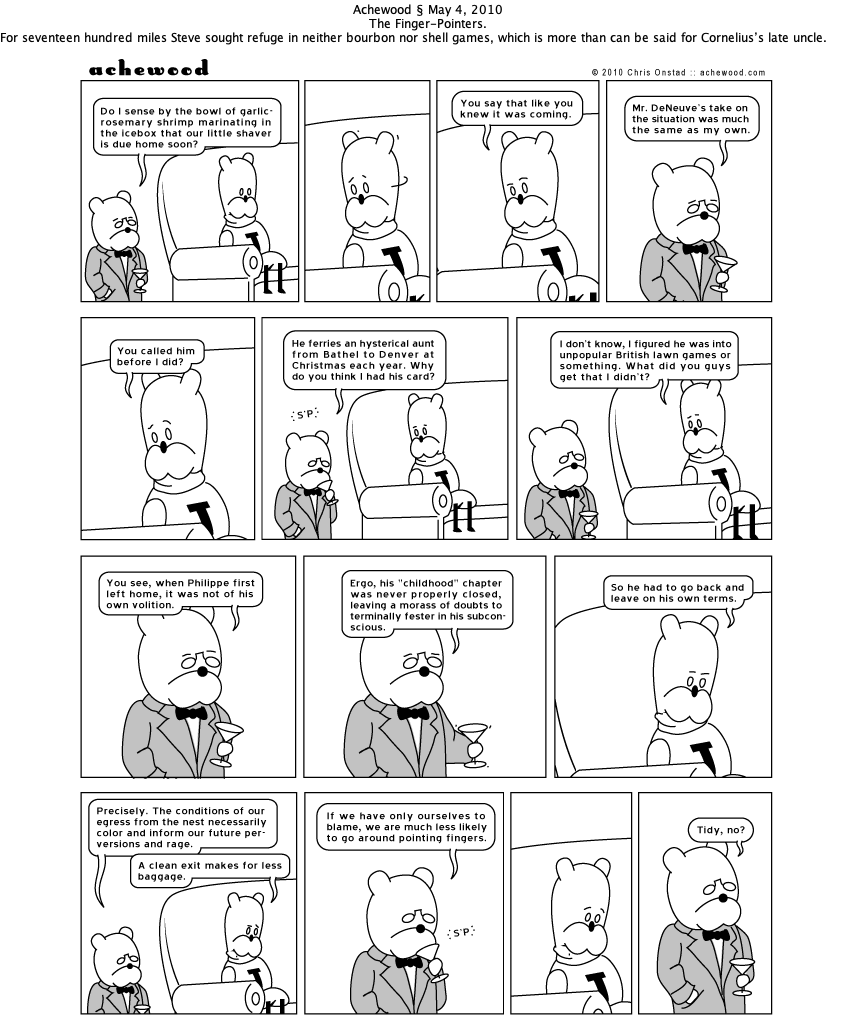 Achewood § May 4, 2010
The Finger-Pointers.
For seventeen hundred miles Steve sought refuge in neither bourbon nor shell games, which is more than can be said for Cornelius's late uncle.
achewood
© 2010 Chris Onstad :: achewood.com
Do I sense by the bowl of garlic-
rosemary shrimp marinating in
the icebox that our little shaver
is due home soon?
You say that like you
knew it was coming.
Mr. DeNeuve's take on
the situation was much
the same as my own.
You called him
before I did?
He ferries an hysterical aunt
from Bathel to Denver at
Christmas each year. Why
do you think I had his card?
SIP
I don't know, I figured he was into
unpopular British lawn games or
something. What did you guys
get that I didn't?
You see, when Philippe first
left home, it was not of his
own volition.
Ergo, his "childhood" chapter
was never properly closed,
leaving a morass of doubts to
terminally fester in his subcon-
scious.
So he had to go back and
leave on his own terms.
Precisely. The conditions of our
egress from the nest necessarily
color and inform our future per-
versions and rage.
A clean exit makes for less
baggage.
If we have only ourselves to
blame, we are much less likely
to go around pointing fingers.
SIP
Tidy, no?